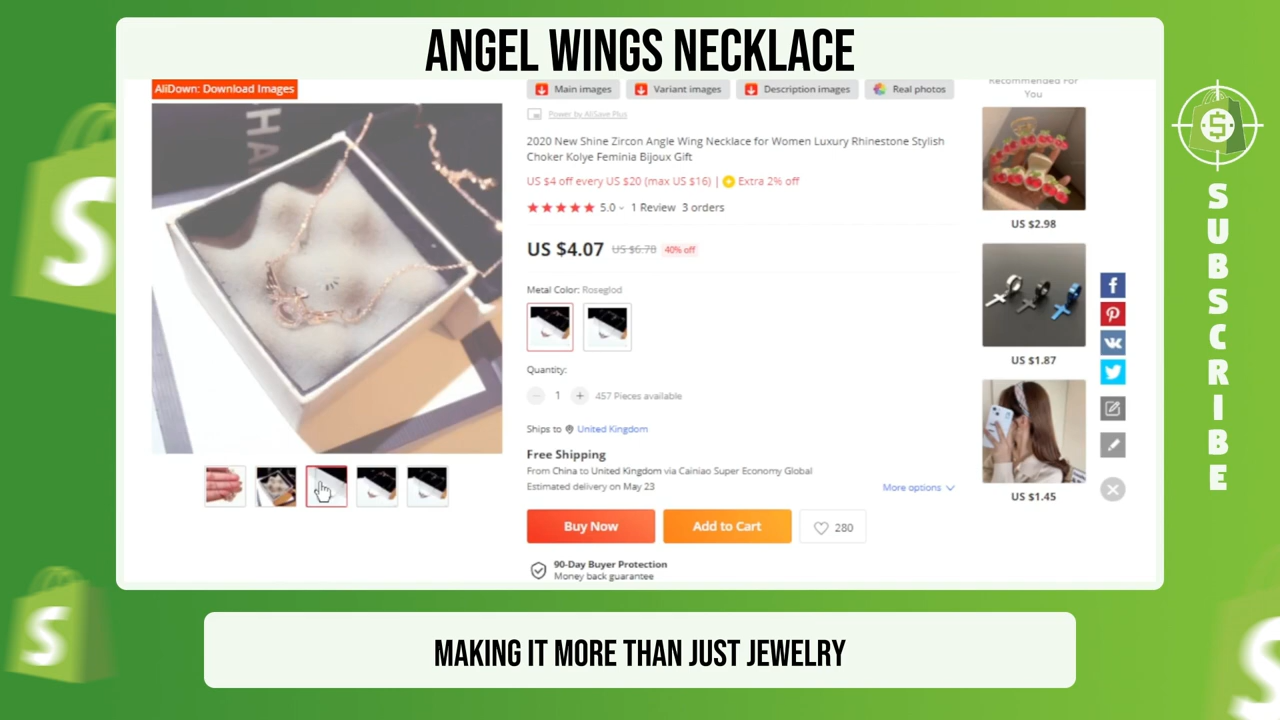 ANGEL WINGS NECKLACE
AliDown: Download Images
Main images
Variant images
Description images
Real photos
Power by AliSave Plus
2020 New Shine Zircon Angle Wing Necklace for Women Luxury Rhinestone Stylish
Choker Kolye Feminia Bijoux Gift
US $4 off every US $20 (max US $16) | Extra 2% off
5.0
1 Review
3 orders
US $4.07
US $6.78
40% off
Metal Color: Roseglod
Quantity:
1
457 Pieces available
Ships to United Kingdom
Free Shipping
From China to United Kingdom via Cainiao Super Economy Global
Estimated delivery on May 23
More options
Buy Now
Add to Cart
280
90-Day Buyer Protection
Money back guarantee
Recommended For
You
US $2.98
US $1.87
US $1.45
SUBSCRIBE
MAKING IT MORE THAN JUST JEWELRY